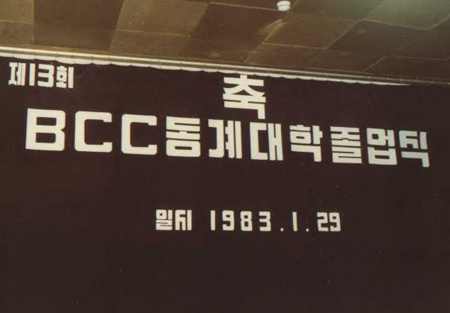 제13회
축
BCC동계대학졸업식
일시 1983.1.29